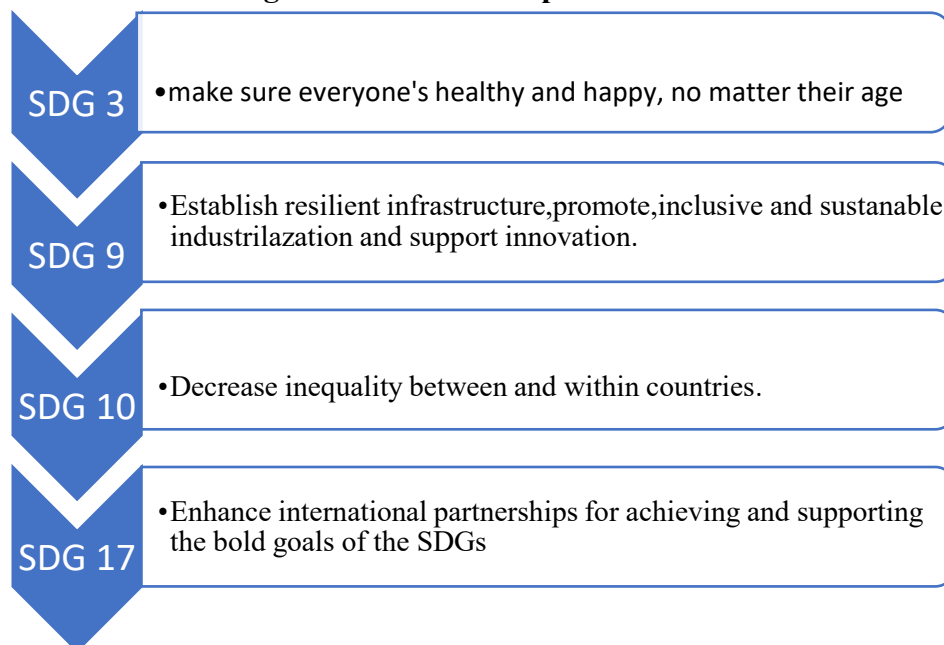 SDG 3
•make sure everyone's healthy and happy, no matter their age
SDG 9
•Establish resilient infrastructure,promote,inclusive and sustanable
industrilazation and support innovation.
SDG 10
•Decrease inequality between and within countries.
SDG 17
•Enhance international partnerships for achieving and supporting
the bold goals of the SDGs